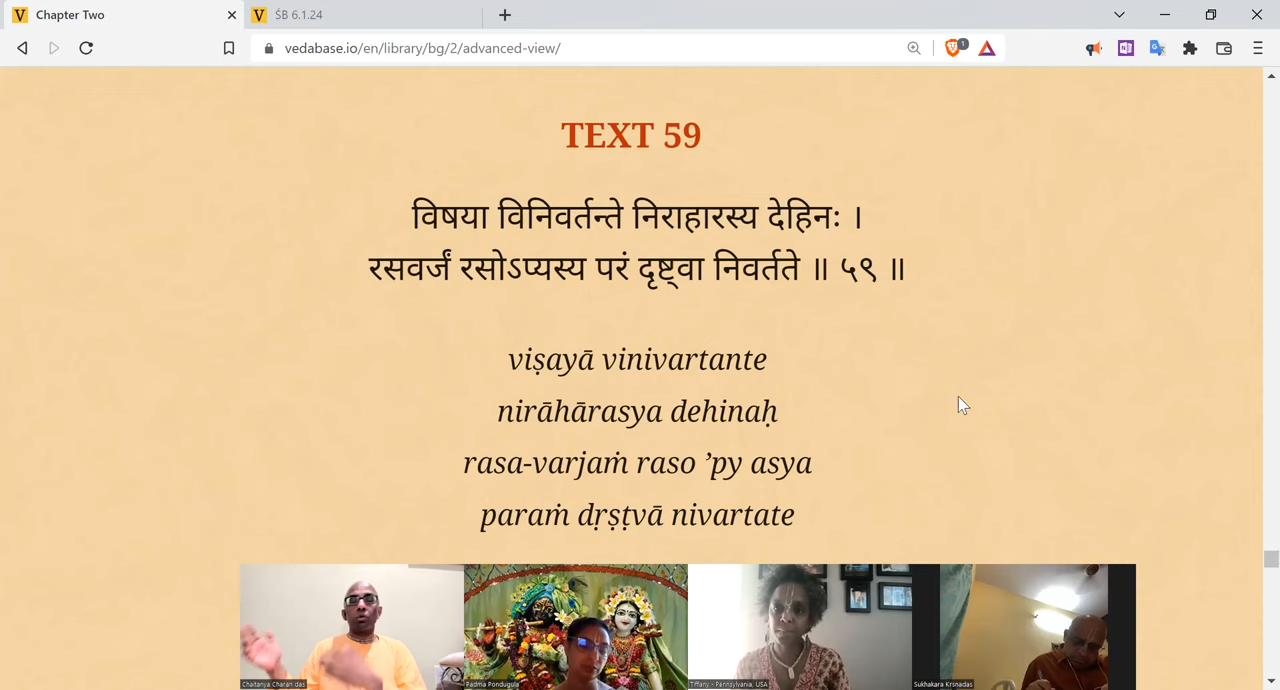 Chapter Two
ŚB 6.1.24
vedabase.io/en/library/bg/2/advanced-view/
1
TEXT 59
विषया विनिवर्तन्ते निराहारस्य देहिनः ।
रसवर्जं रसोऽप्यस्य परं दृष्ट्वा निवर्तते ॥ ५९ ॥
viṣayā vinivartante
nirāhārasya dehinaḥ
rasa-varjaṁ raso ’py asya
paraṁ dṛṣṭvā nivartate
Chaitanya Charan das
Padma Pondugula
Tiffany - Pennsylvania, USA
Sukhakara Krsnadas